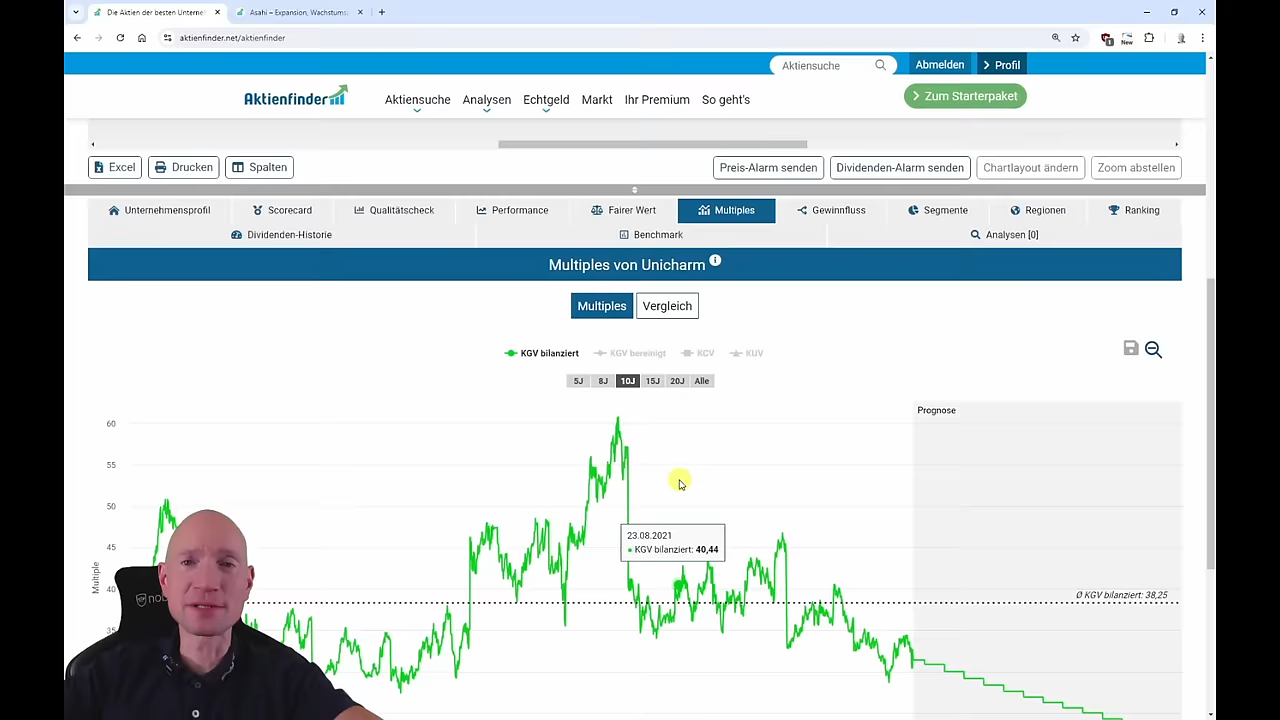 Die Aktien der besten Unterneh
Asahi – Expansion, Wachstums
aktienfinder.net/aktienfinder
New
Aktiensuche
Abmelden
Profil
Aktienfinder
Aktiensuche Analysen Echtgeld Markt Ihr Premium So geht's
Zum Starterpaket
Excel Drucken Spalten Preis-Alarm senden Dividenden-Alarm senden Chartlayout ändern Zoom abstellen
Unternehmensprofil Scorecard Qualitätscheck Performance Fairer Wert Multiples Gewinnfluss Segmente Regionen Ranking
Dividenden-Historie Benchmark Analysen [0]
Multiples von Unicharm
Multiples Vergleich
KGV bilanziert KGV bereinigt KCV KUV
5J 8J 10J 15J 20J Alle
Prognose
60
55
50
45
40
35
Multiple
23.08.2021
KGV bilanziert: 40,44
Ø KGV bilanziert: 38,25